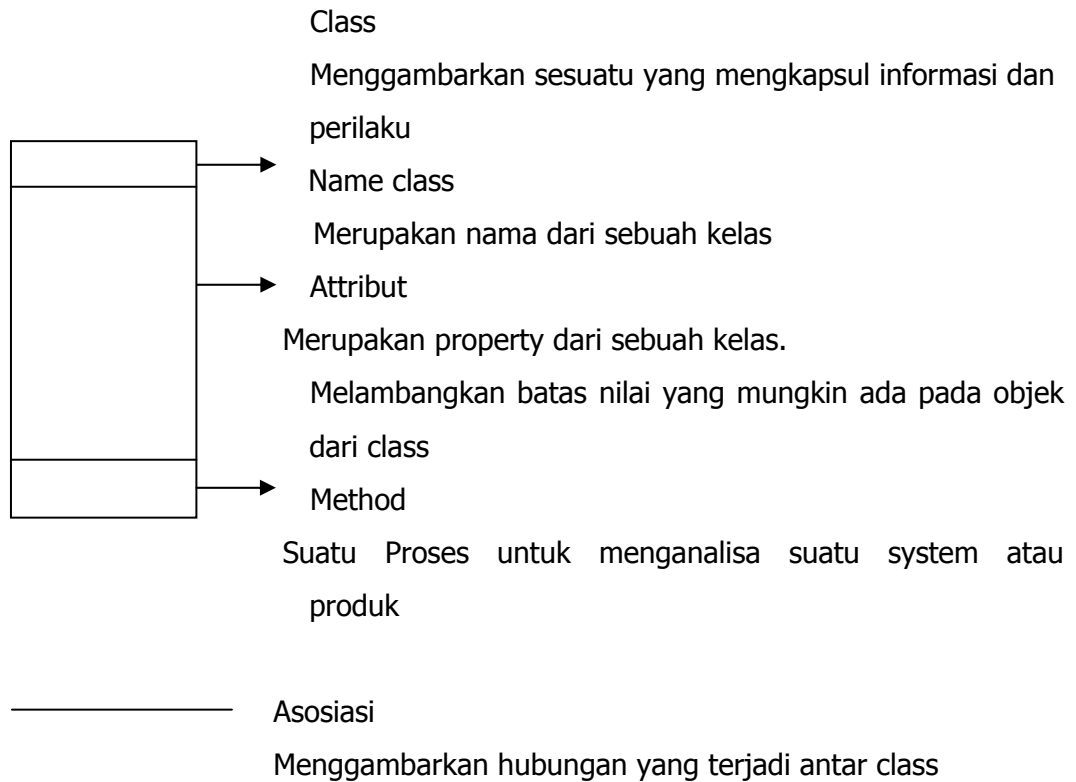 Class
Menggambarkan sesuatu yang mengkapsul informasi dan
perilaku
Name class
Merupakan nama dari sebuah kelas
Attribut
Merupakan property dari sebuah kelas.
Melambangkan batas nilai yang mungkin ada pada objek
dari class
Method
Suatu Proses untuk menganalisa suatu system atau
produk
Asosiasi
Menggambarkan hubungan yang terjadi antar class